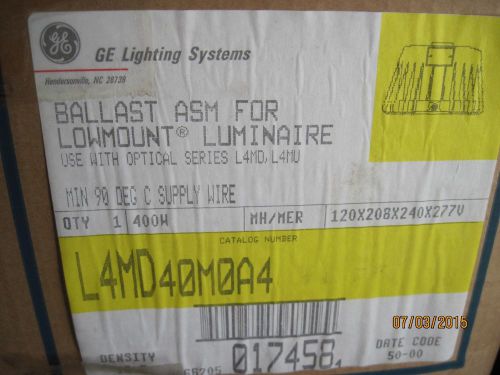 GE
GE Lighting Systems
Hendersonville, NC 28739
BALLAST ASM FOR
LOWMOUNT® LUMINAIRE
USE WITH OPTICAL SERIES L4MD, L4MU
MIN 90 DEG C SUPPLY WIRE
QTY 1 400W MH/MER 120X208X240X277V
CATALOG NUMBER
L4MD40M0A4
DENSITY
0174584
DATE CODE
50-00
07/03/2015